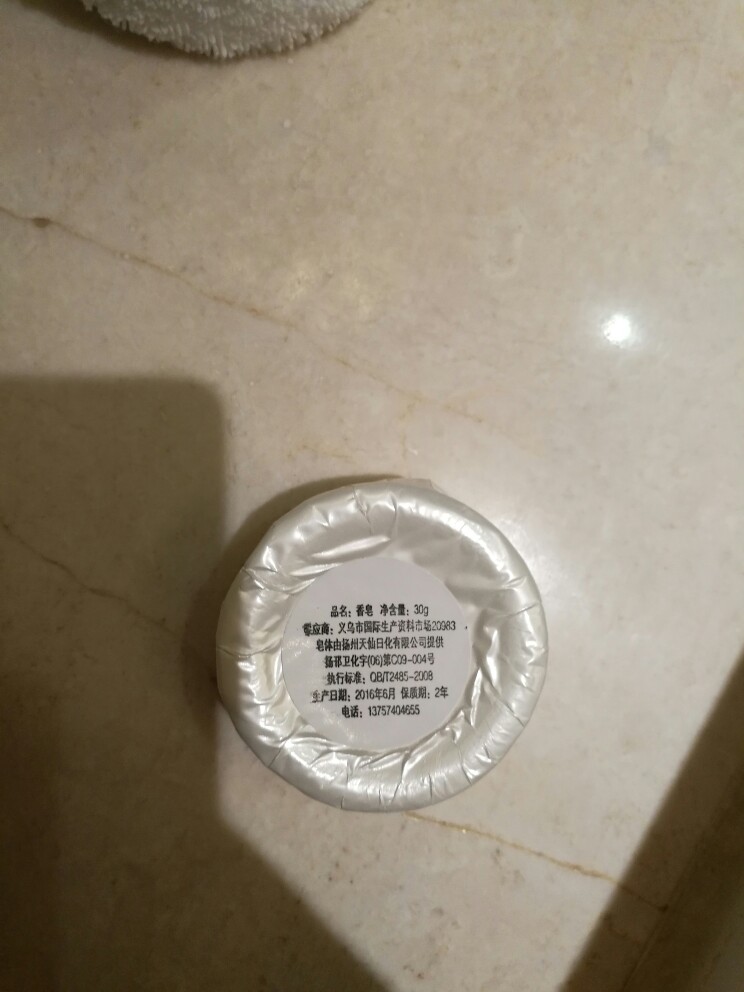 品名：香皂 净含量：30g
供应商：义乌市国际生产资料市场20983
皂体由扬州天仙日化有限公司提供
扬邗卫化字(06)第C09-004号
执行标准：QB/T2485-2008
生产日期：2016年6月 保质期：2年
电话：13757404655